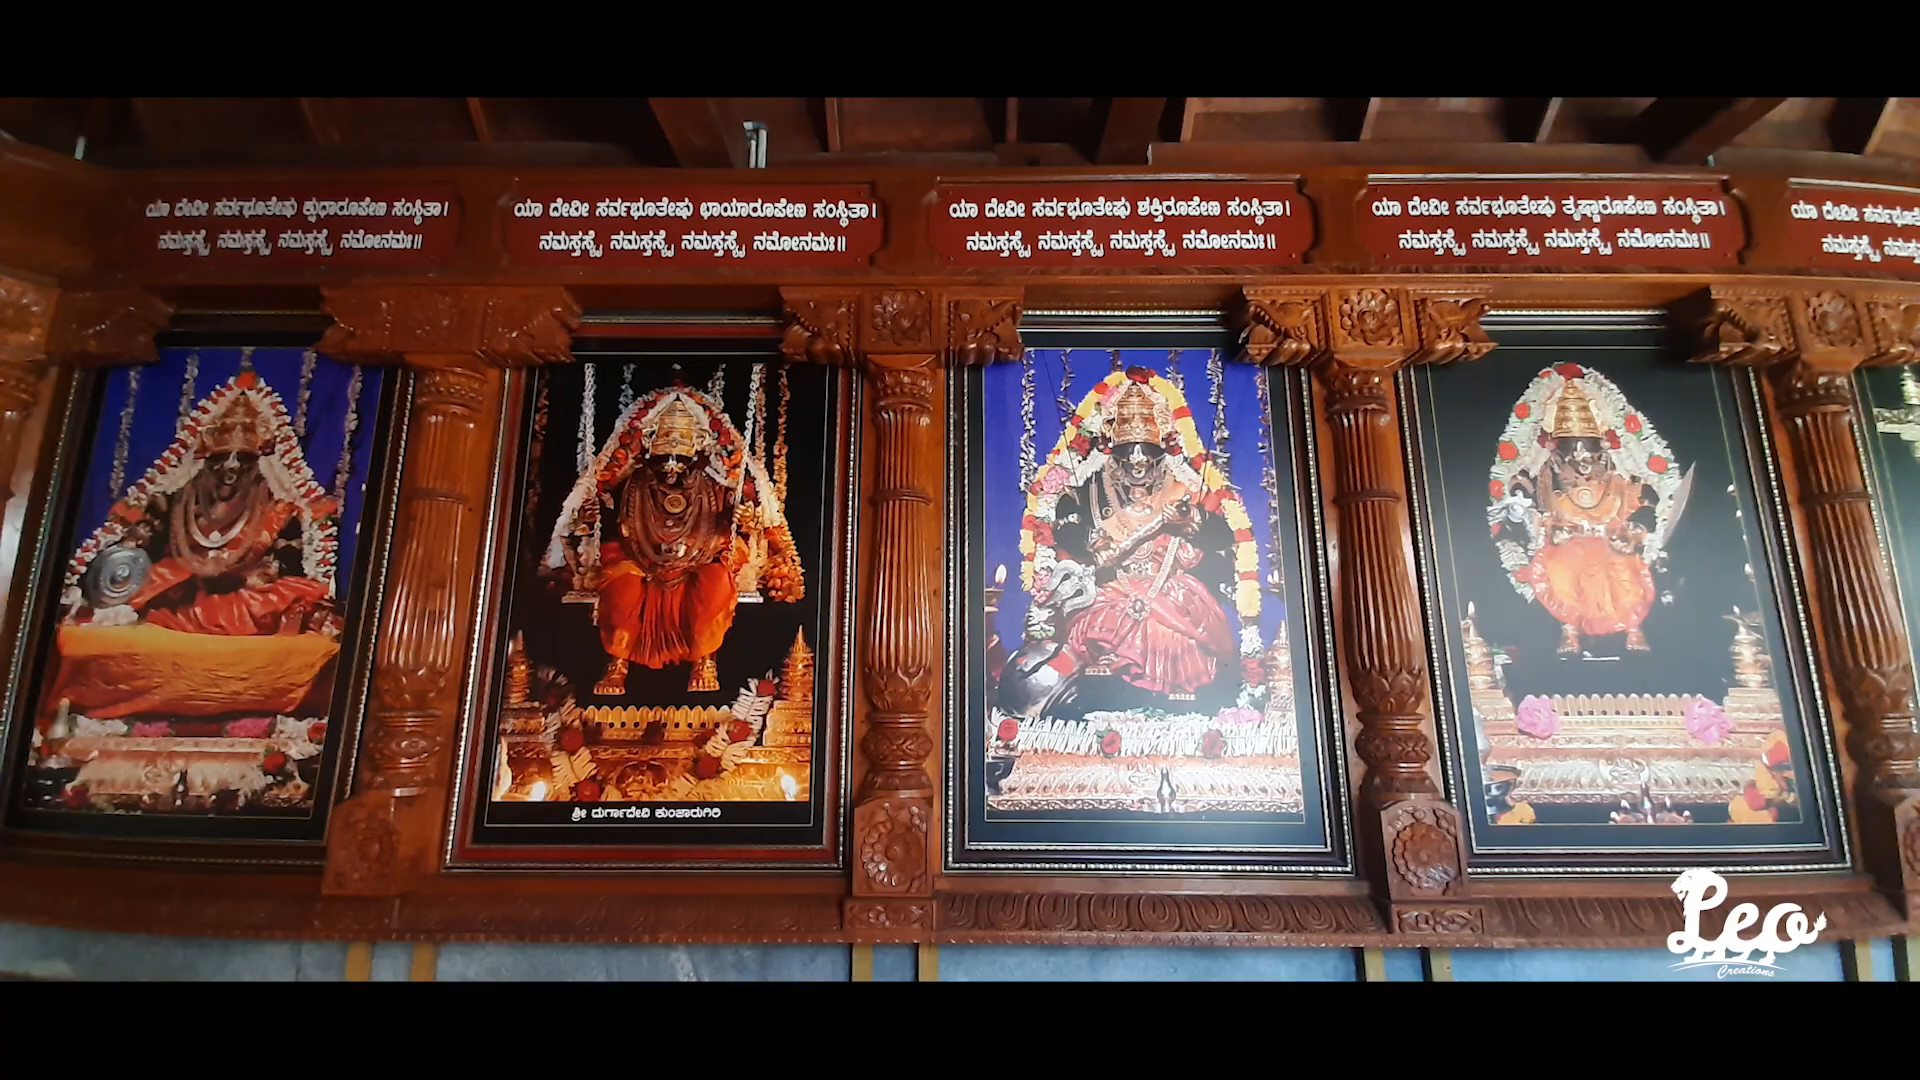 ಯಾ ದೇವೀ ಸರ್ವಭೂತೇಷು ಕ್ಷುಧಾರೂಪೇಣ ಸಂಸ್ಥಿತಾ।
ನಮಸ್ತಸ್ಯೈ ನಮಸ್ತಸ್ಯೈ ನಮಸ್ತಸ್ಯೈ ನಮೋನಮಃ॥
ಯಾ ದೇವೀ ಸರ್ವಭೂತೇಷು ಛಾಯಾರೂಪೇಣ ಸಂಸ್ಥಿತಾ।
ನಮಸ್ತಸ್ಯೈ ನಮಸ್ತಸ್ಯೈ ನಮಸ್ತಸ್ಯೈ ನಮೋನಮಃ॥
ಯಾ ದೇವೀ ಸರ್ವಭೂತೇಷು ಶಕ್ತಿರೂಪೇಣ ಸಂಸ್ಥಿತಾ।
ನಮಸ್ತಸ್ಯೈ ನಮಸ್ತಸ್ಯೈ ನಮಸ್ತಸ್ಯೈ ನಮೋನಮಃ॥
ಯಾ ದೇವೀ ಸರ್ವಭೂತೇಷು ತೃಷ್ಣಾರೂಪೇಣ ಸಂಸ್ಥಿತಾ।
ನಮಸ್ತಸ್ಯೈ ನಮಸ್ತಸ್ಯೈ ನಮಸ್ತಸ್ಯೈ ನಮೋನಮಃ॥
ಯಾ ದೇವೀ
ನಮಸ್ತಸ್ಯೈ
ಶ್ರೀ ದುರ್ಗಾದೇವಿ ಕುಂಜಾರುಗಿರಿ
Leo
Creations